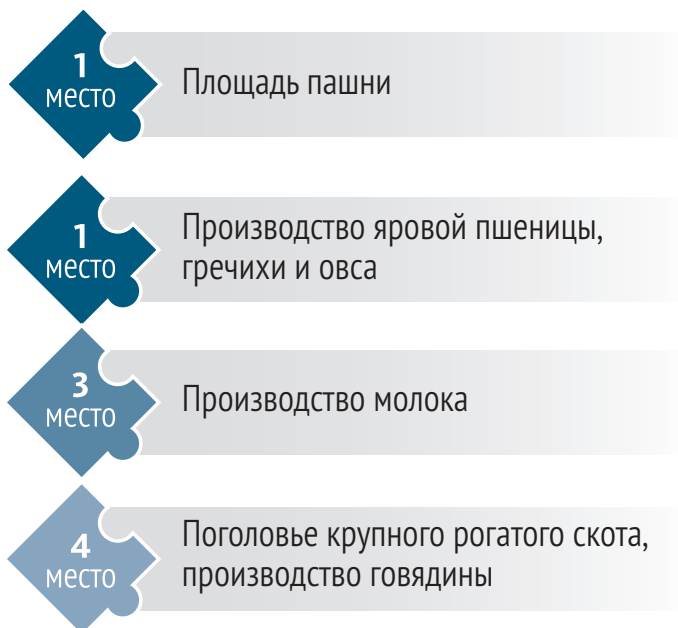 1
место
Площадь пашни
1
место
Производство яровой пшеницы,
гречихи и овса
3
место
Производство молока
4
место
Поголовье крупного рогатого скота,
производство говядины